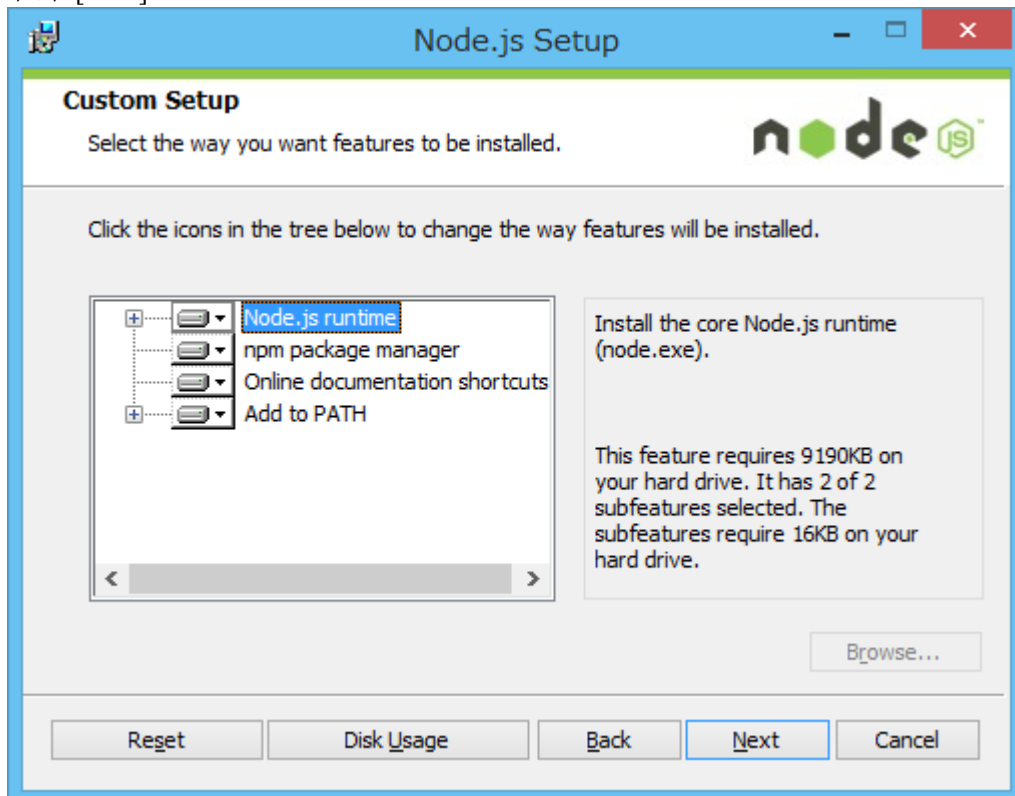 Node.js Setup
Custom Setup
Select the way you want features to be installed.
node JS
Click the icons in the tree below to change the way features will be installed.
Node.js runtime
npm package manager
Online documentation shortcuts
Add to PATH
Install the core Node.js runtime
(node.exe).
This feature requires 9190KB on
your hard drive. It has 2 of 2
subfeatures selected. The
subfeatures require 16KB on your
hard drive.
Browse...
Reset
Disk Usage
Back
Next
Cancel